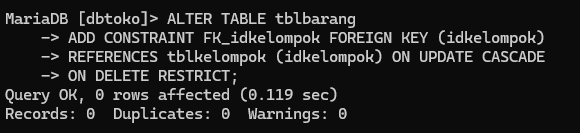 MariaDB [dbtoko]> ALTER TABLE tblbarang
    -> ADD CONSTRAINT FK_idkelompok FOREIGN KEY (idkelompok)
    -> REFERENCES tblkelompok (idkelompok) ON UPDATE CASCADE
    -> ON DELETE RESTRICT;
Query OK, 0 rows affected (0.119 sec)
Records: 0  Duplicates: 0  Warnings: 0